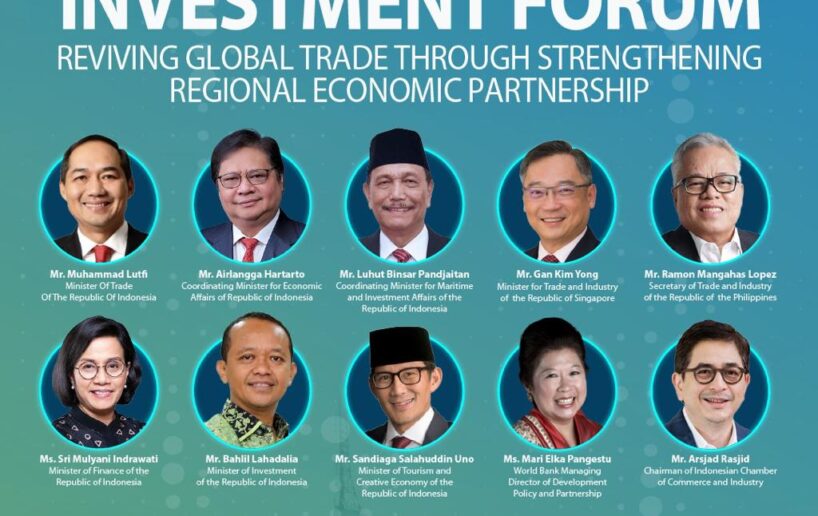 INVESTMENT FORUM
REVIVING GLOBAL TRADE THROUGH STRENGTHENING
REGIONAL ECONOMIC PARTNERSHIP
Mr. Muhammad Lutfi
Minister Of Trade
Of The Republic Of Indonesia
Mr. Airlangga Hartarto
Coordinating Minister for Economic
Affairs of Republic of Indonesia
Mr. Luhut Binsar Pandjaitan
Coordinating Minister for Maritime
and Investment Affairs of the
Republic of Indonesia
Mr. Gan Kim Yong
Minister for Trade and Industry
of the Republic of Singapore
Mr. Ramon Mangahas Lopez
Secretary of Trade and Industry
of the Republic of the Philippines
Ms. Sri Mulyani Indrawati
Minister of Finance of the
Republic of Indonesia
Mr. Bahlil Lahadalia
Minister of Investment
of the Republic of Indonesia
Mr. Sandiaga Salahuddin Uno
Minister of Tourism and
Creative Economy of the
Republic of Indonesia
Ms. Mari Elka Pangestu
World Bank Managing
Director of Development
Policy and Partnership
Mr. Arsjad Rasjid
Chairman of Indonesian Chamber
of Commerce and Industry